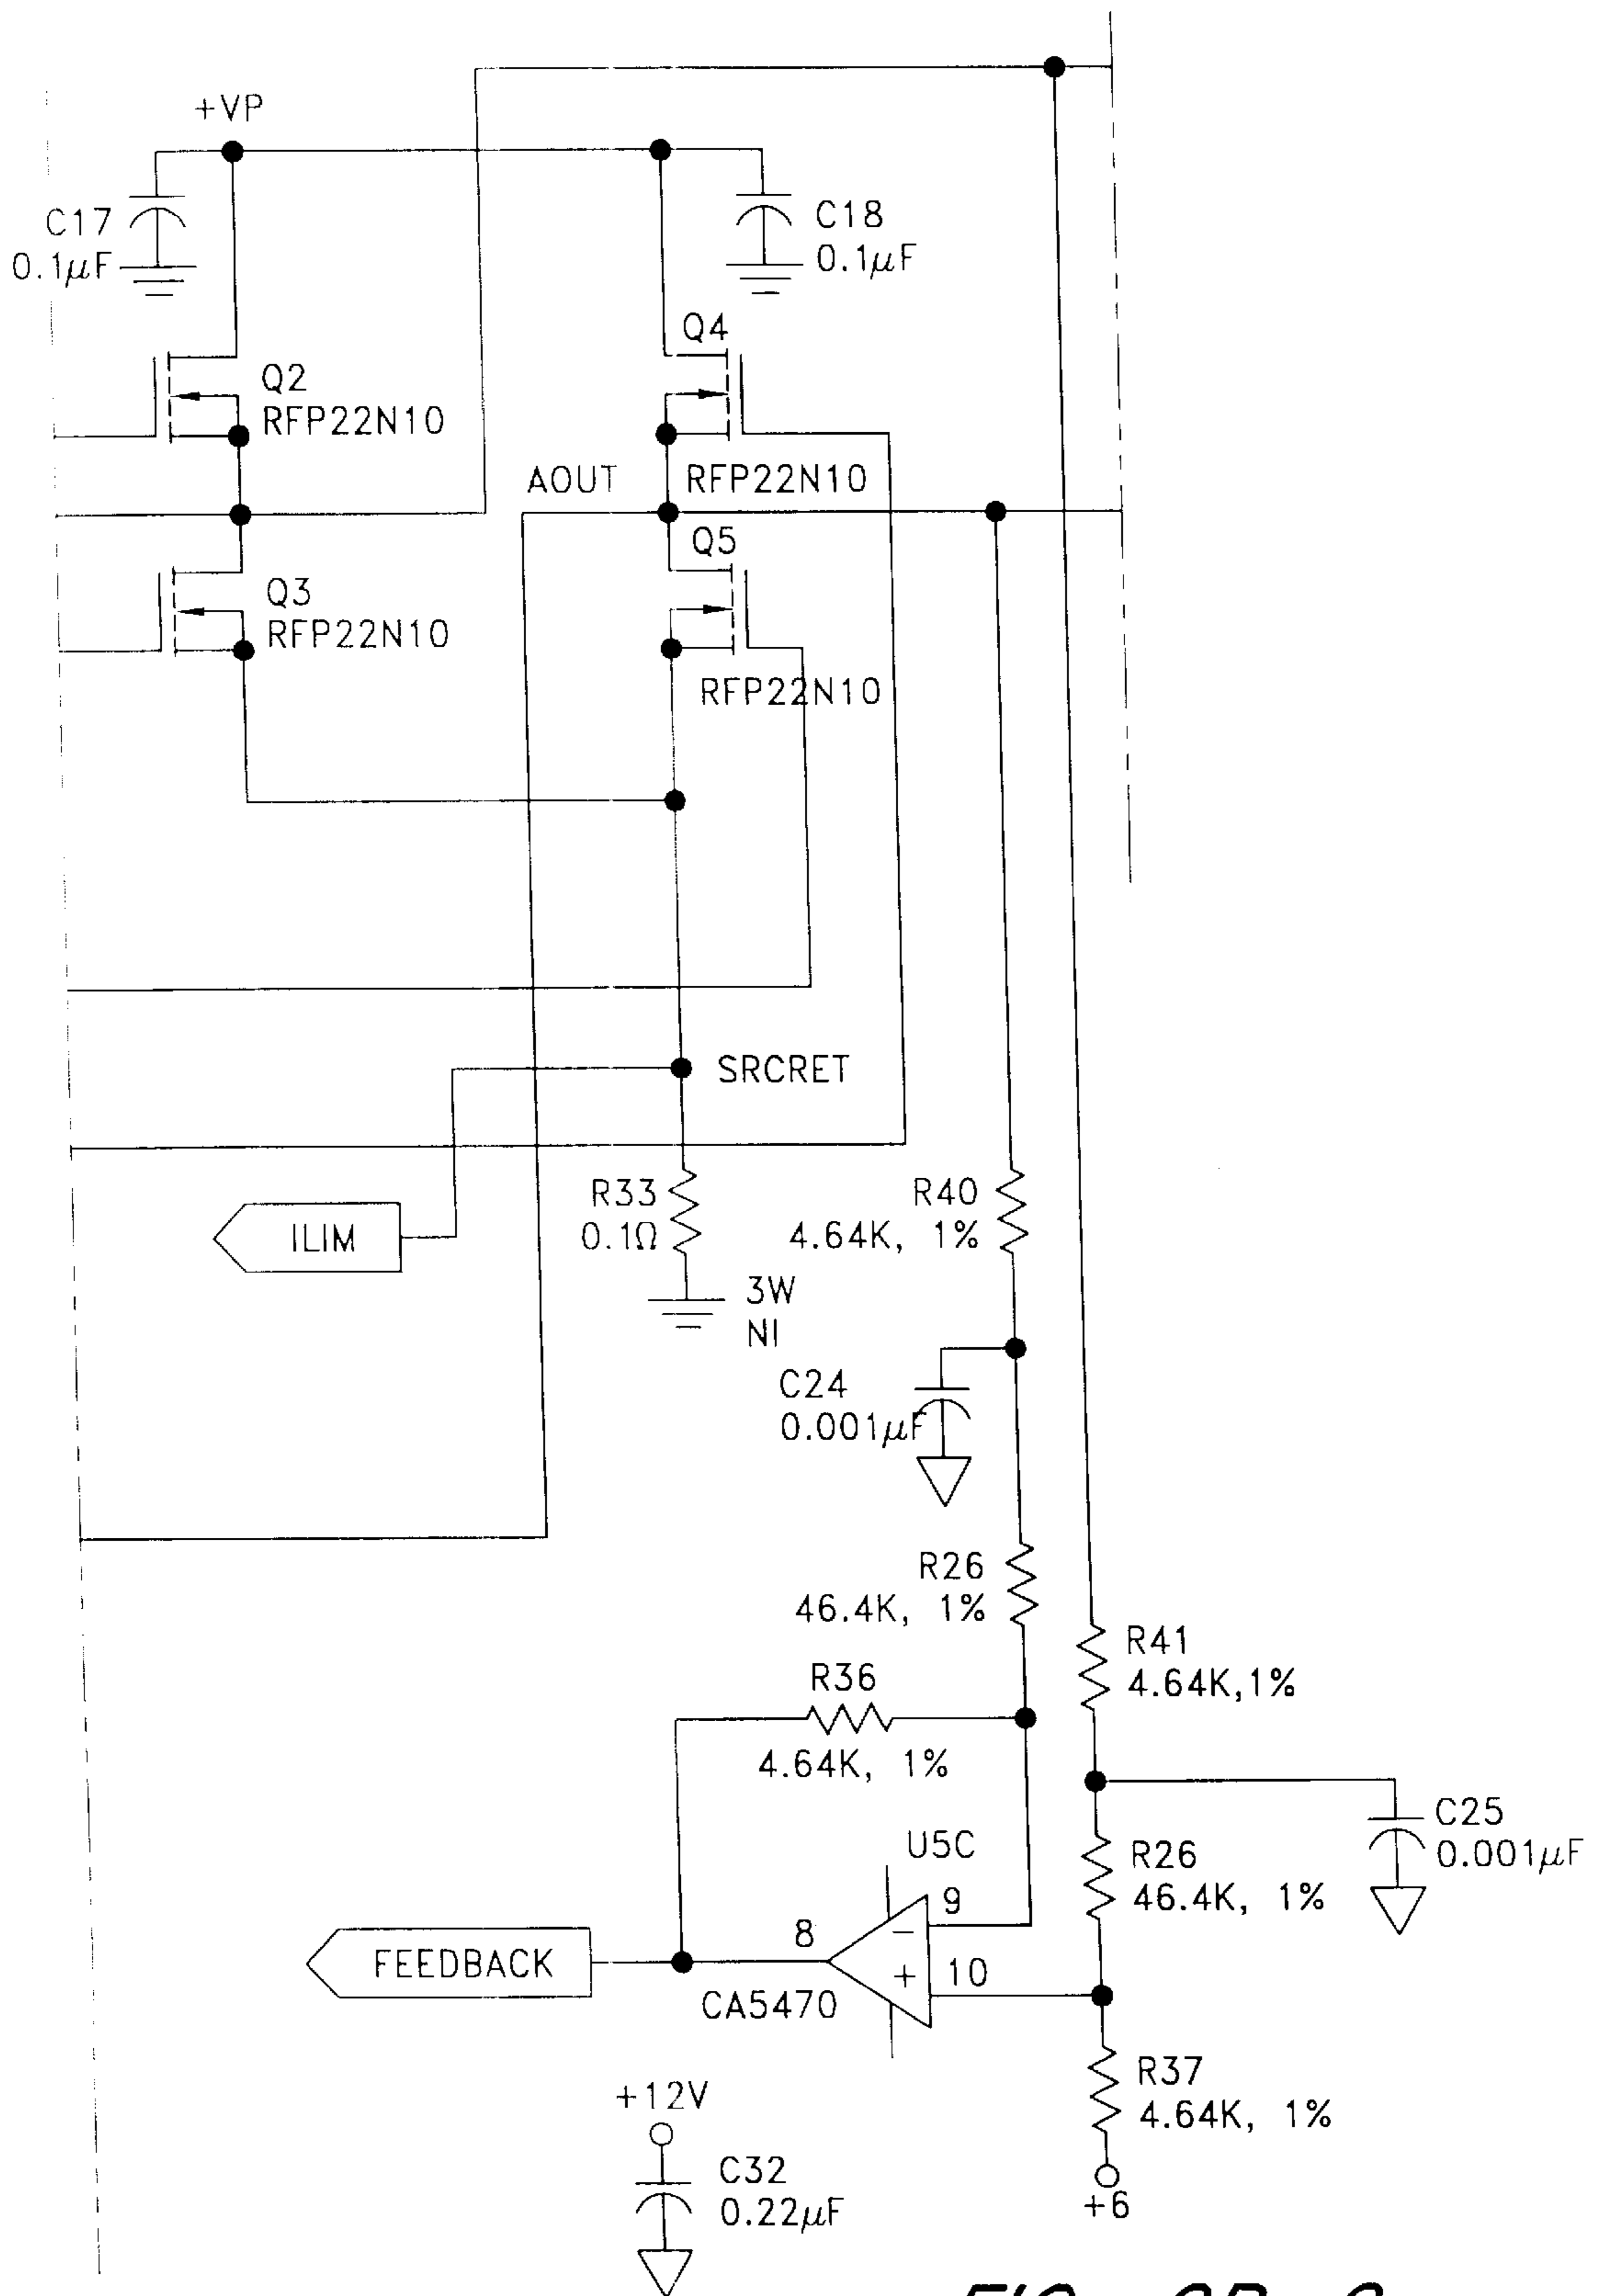 +VP
C17
0.1μF
C18
0.1μF
Q4
Q2
RFP22N10
AOUT
RFP22N10
Q5
Q3
RFP22N10
RFP22N10
SRCRET
R33
0.1Ω
R40
4.64K, 1%
ILIM
3W
NI
C24
0.001μF
R26
46.4K, 1%
R41
4.64K,1%
R36
4.64K, 1%
C25
0.001μF
U5C
R26
46.4K, 1%
9
8
−
FEEDBACK
+
10
CA5470
R37
4.64K, 1%
+12V
C32
0.22μF
+6